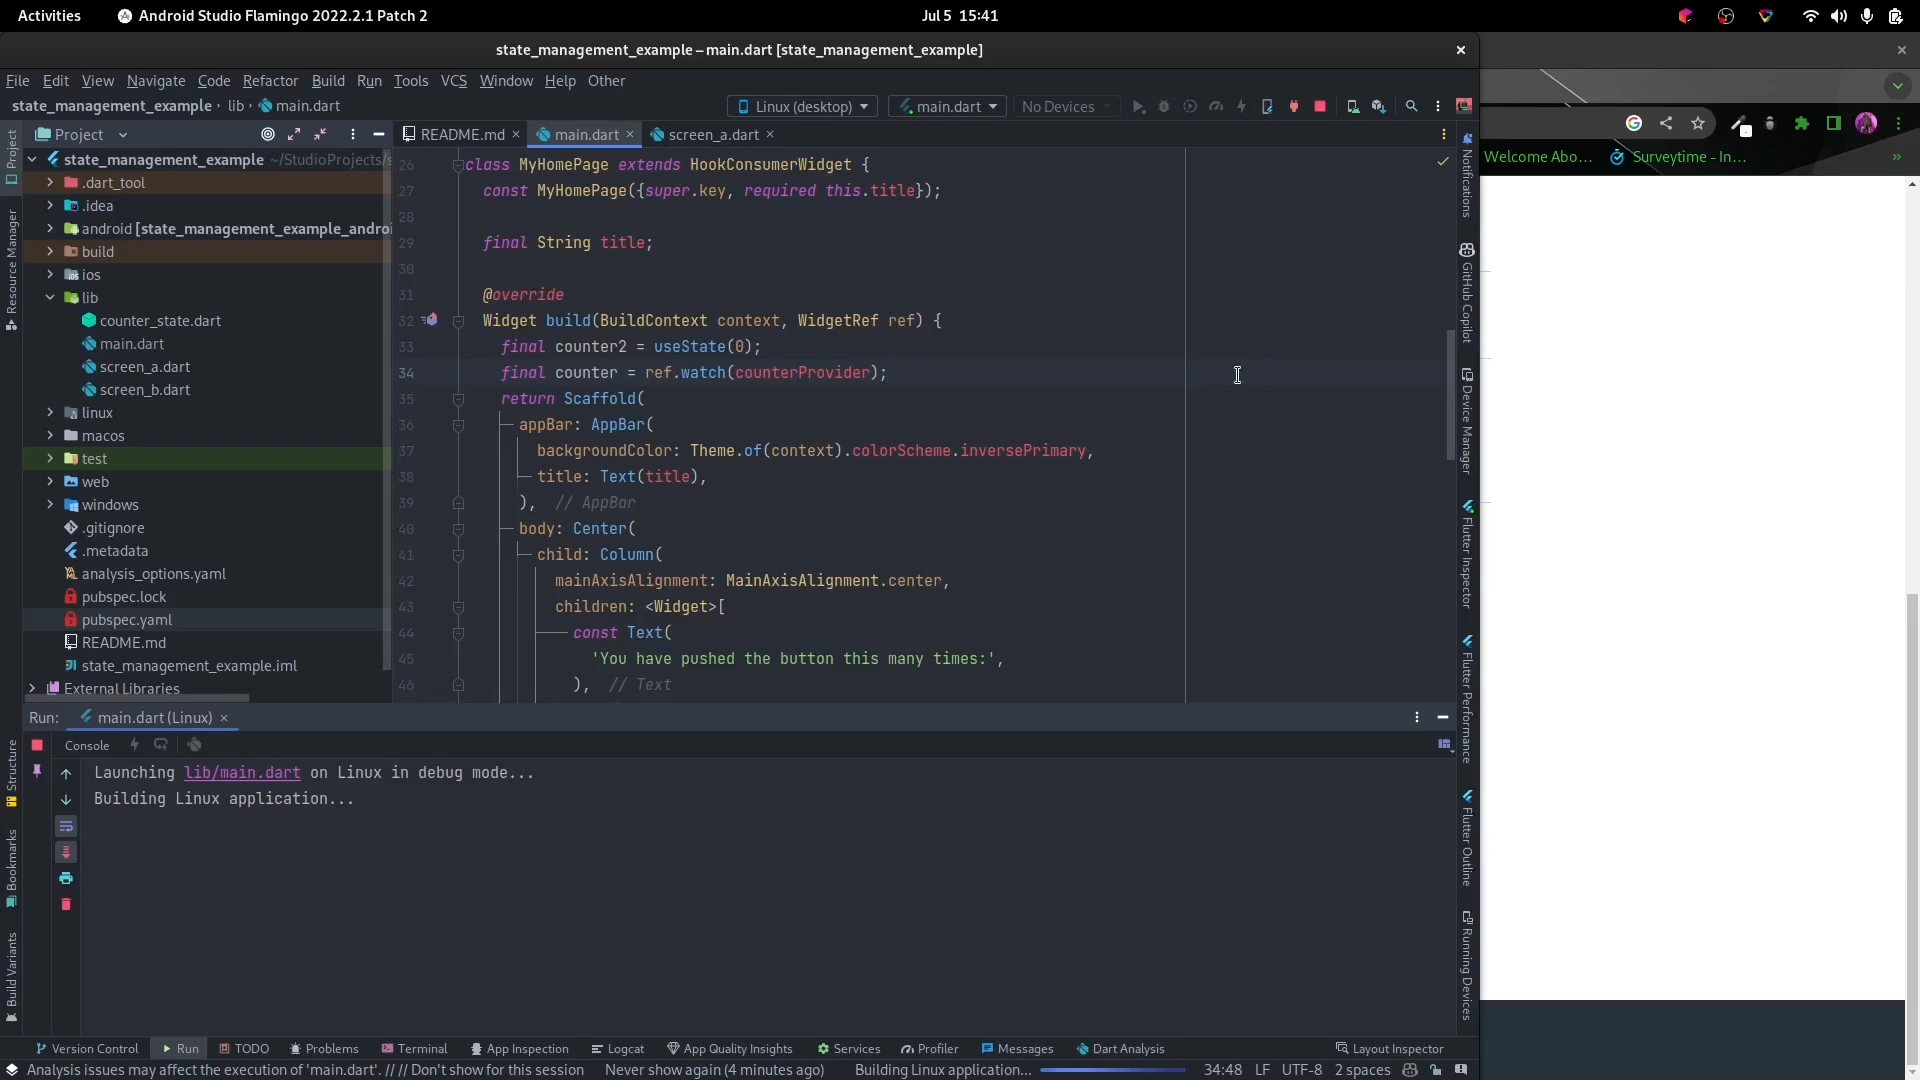 Activities
Android Studio Flamingo 2022.2.1 Patch 2
Jul 5 15:41
state_management_example – main.dart [state_management_example]
File Edit View Navigate Code Refactor Build Run Tools VCS Window Help Other
state_management_example › lib › main.dart
Linux (desktop)
main.dart
No Devices
Project
README.md
main.dart
screen_a.dart
state_management_example ~/StudioProjects/s
.dart_tool
.idea
android [state_management_example_androi
build
ios
lib
counter_state.dart
main.dart
screen_a.dart
screen_b.dart
linux
macos
test
web
windows
.gitignore
.metadata
analysis_options.yaml
pubspec.lock
pubspec.yaml
README.md
state_management_example.iml
External Libraries
26 class MyHomePage extends HookConsumerWidget {
27 const MyHomePage({super.key, required this.title});
28
29 final String title;
30
31 @override
32 Widget build(BuildContext context, WidgetRef ref) {
33 final counter2 = useState(0);
34 final counter = ref.watch(counterProvider);
35 return Scaffold(
36 appBar: AppBar(
37 backgroundColor: Theme.of(context).colorScheme.inversePrimary,
38 title: Text(title),
39 ), // AppBar
40 body: Center(
41 child: Column(
42 mainAxisAlignment: MainAxisAlignment.center,
43 children: <Widget>[
44 const Text(
45 'You have pushed the button this many times:',
46 ), // Text
Project
Resource Manager
Structure
Bookmarks
Build Variants
Notifications
GitHub Copilot
Device Manager
Flutter Inspector
Flutter Performance
Flutter Outline
Running Devices
Welcome Abo...
Surveytime - In...
Run:
main.dart (Linux)
Console
Launching lib/main.dart on Linux in debug mode...
Building Linux application...
Version Control
Run
TODO
Problems
Terminal
App Inspection
Logcat
App Quality Insights
Services
Profiler
Messages
Dart Analysis
Layout Inspector
Analysis issues may affect the execution of 'main.dart'. // // Don't show for this session Never show again (4 minutes ago)
Building Linux application...
34:48 LF UTF-8 2 spaces